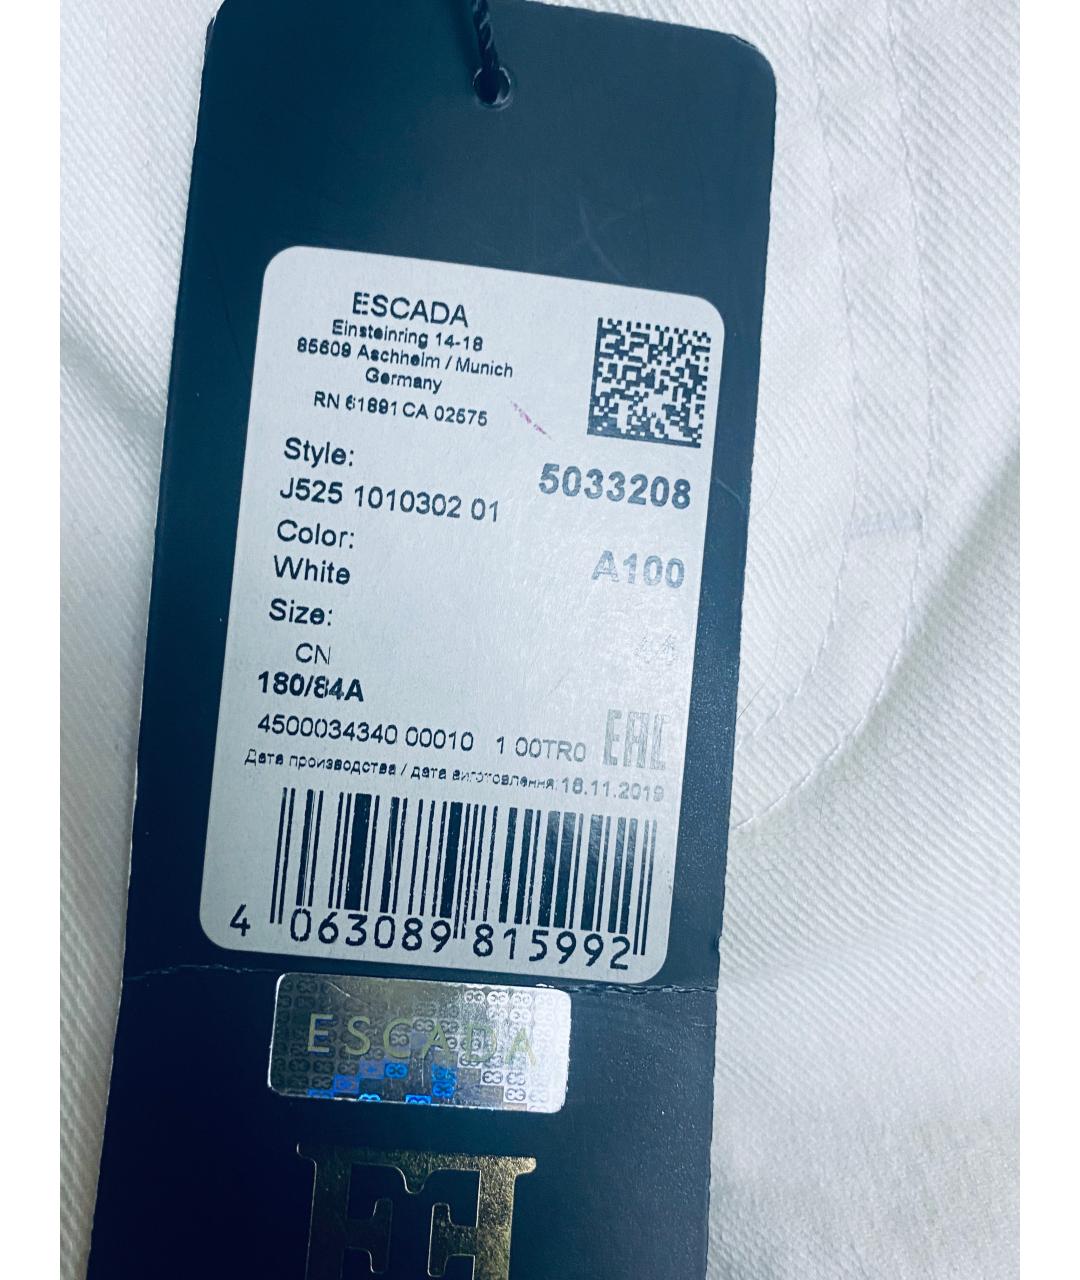 ESCADA
Einsteinring 14-18
85609 Aschheim / Munich
Germany
RN 61891 CA 02575
Style:
5033208
J525 1010302 01
Color:
A100
White
Size:
44
CN
180/84A
4500034340 00010 1 00TR0 EAC
Дата производства / дата виготовлення: 18.11.2019
4 063089 815992
ESCADA